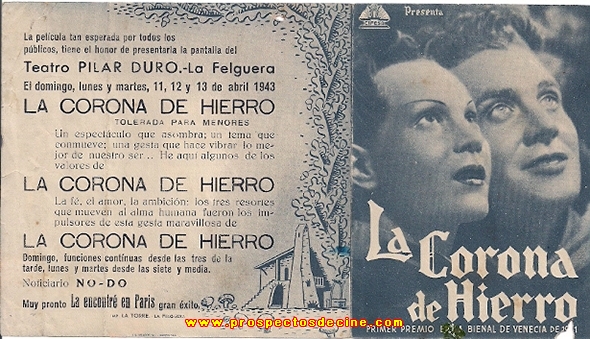 La película tan esperada por todos los
públicos, tiene el honor de presentarla la pantalla del
Teatro PILAR DURO.-La Felguera
El domingo, lunes y martes, 11, 12 y 13 de abril 1943
LA CORONA DE HIERRO
TOLERADA PARA MENORES
Un espectáculo que asombra; un tema que
conmueve; una gesta que hace vibrar lo me-
jor de nuestro ser... He aquí algunos de los
valores de
LA CORONA DE HIERRO
La fé, el amor, la ambición: los tres resortes
que mueven al alma humana fueron los im-
pulsores de esta gesta maravillosa de
LA CORONA DE HIERRO
Domingo, funciones contínuas desde las tres de la
tarde, lunes y martes desde las siete y media.
Noticiario NO-DO
Muy pronto La encontré en París gran éxito
IMP. LA TORRE. LA FELGUERA
Presenta
La
Corona
de Hierro
PRIMER PREMIO BIENAL DE VENECIA DE 1941
www.prospectosdecine.com